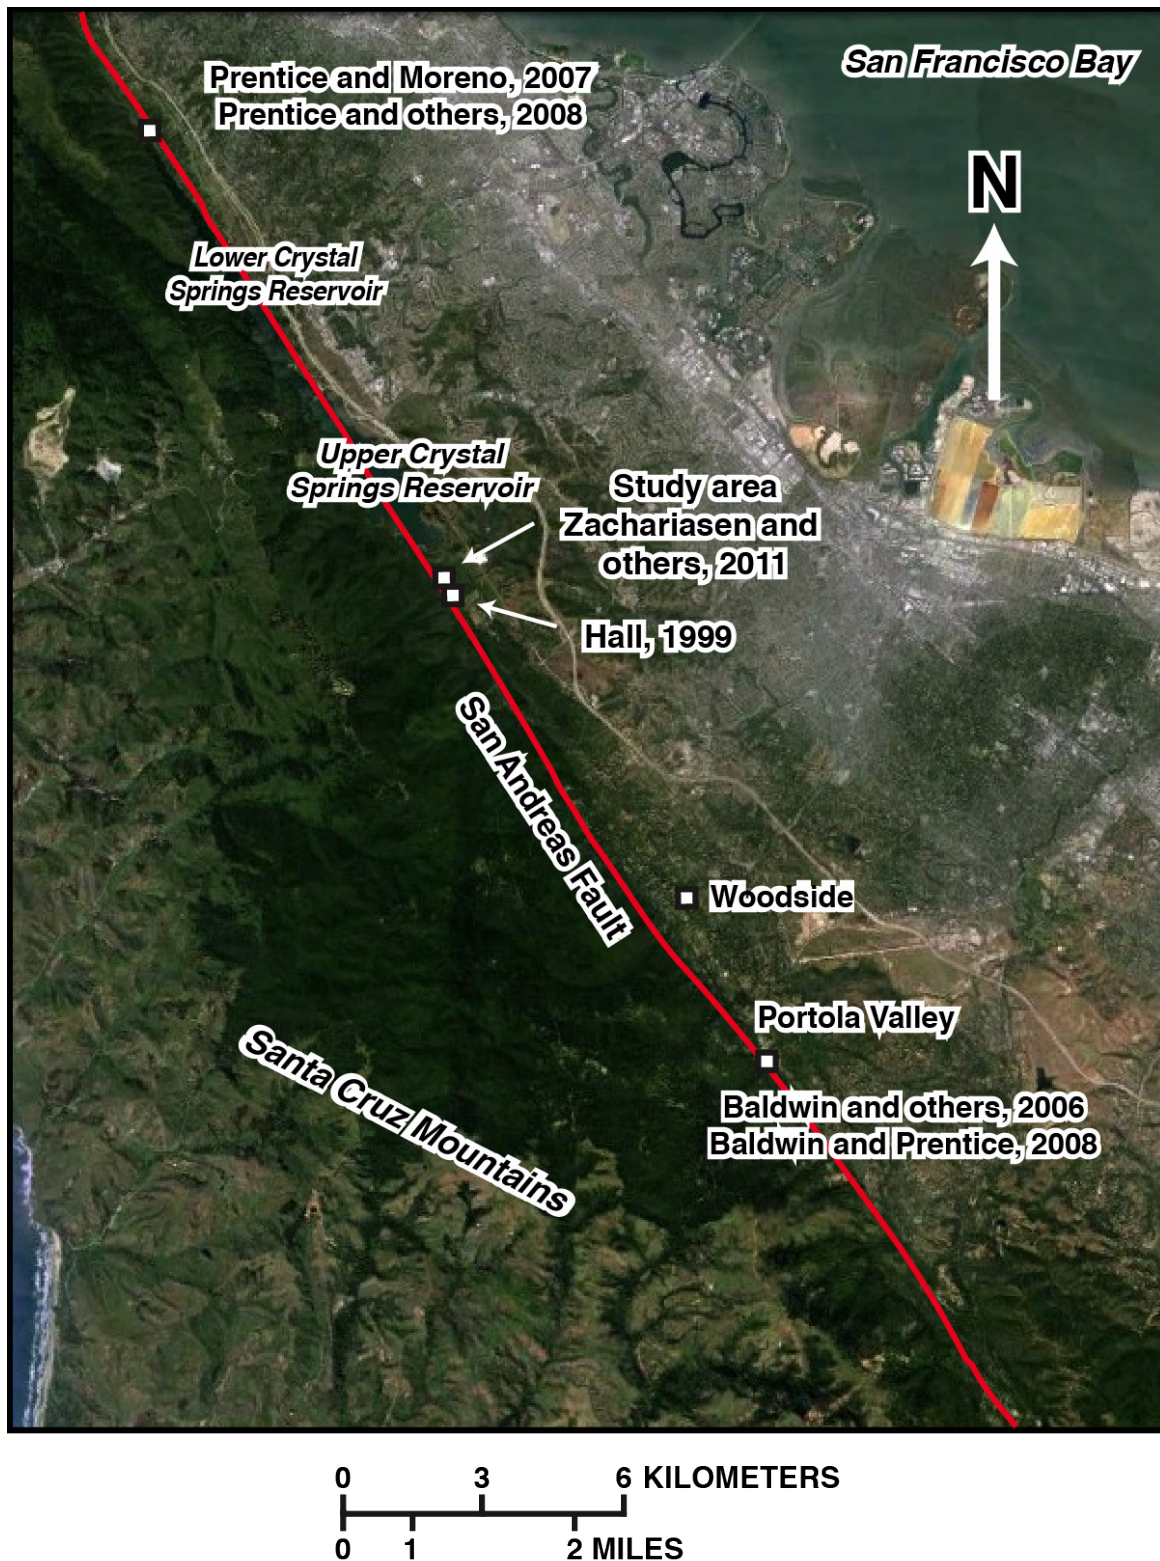 San Francisco Bay
Prentice and Moreno, 2007
Prentice and others, 2008
N
Lower Crystal
Springs Reservoir
Upper Crystal
Springs Reservoir
Study area
Zachariasen and
others, 2011
Hall, 1999
San Andreas Fault
Woodside
Portola Valley
Santa Cruz Mountains
Baldwin and others, 2006
Baldwin and Prentice, 2008
0 3 6 KILOMETERS
0 1 2 MILES